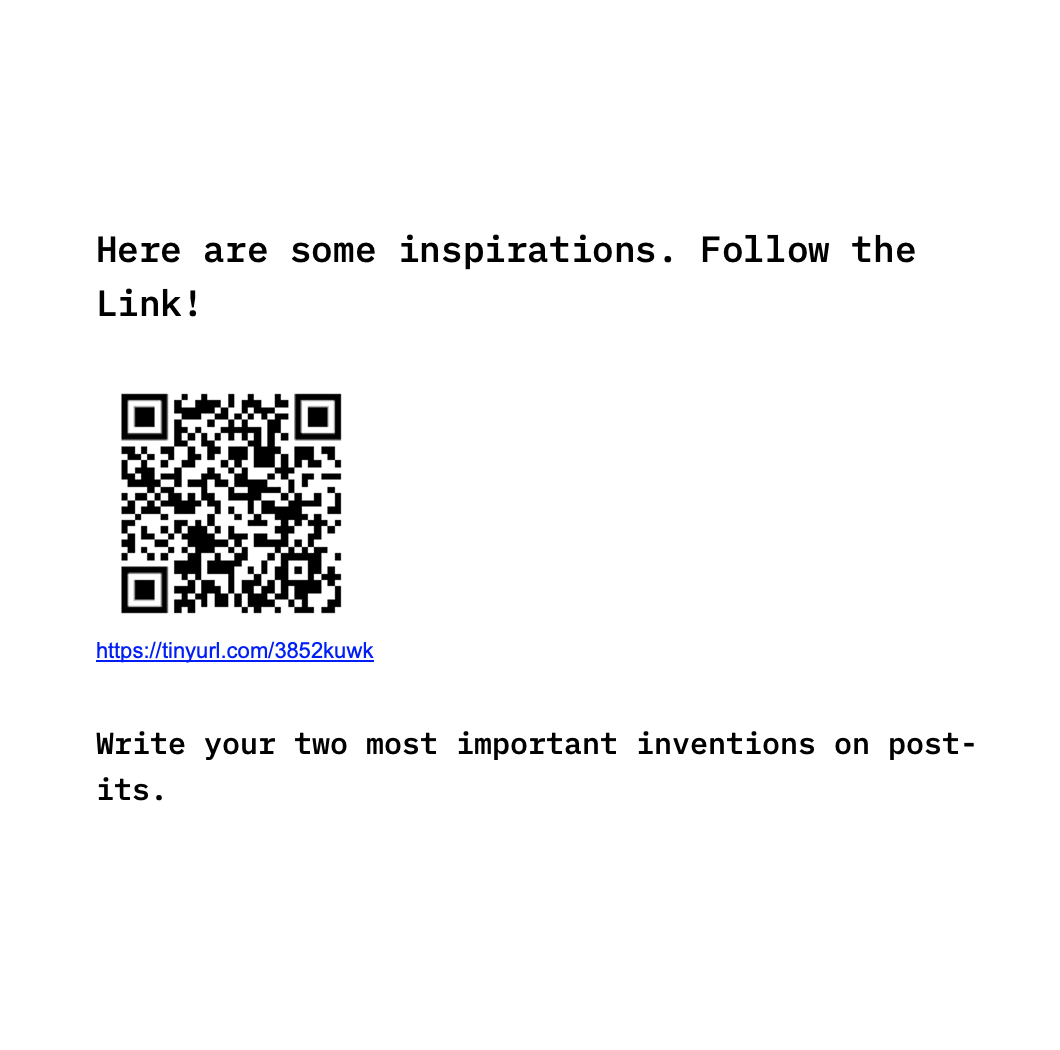 Here are some inspirations. Follow the
Link!
https://tinyurl.com/3852kuwk
Write your two most important inventions on post-
its.